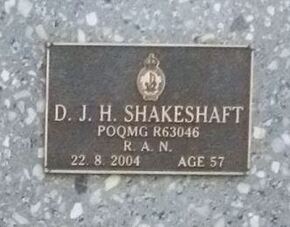 D. J. H. SHAKESHAFT
POQMG R63046
R. A. N.
22. 8. 2004 AGE 57